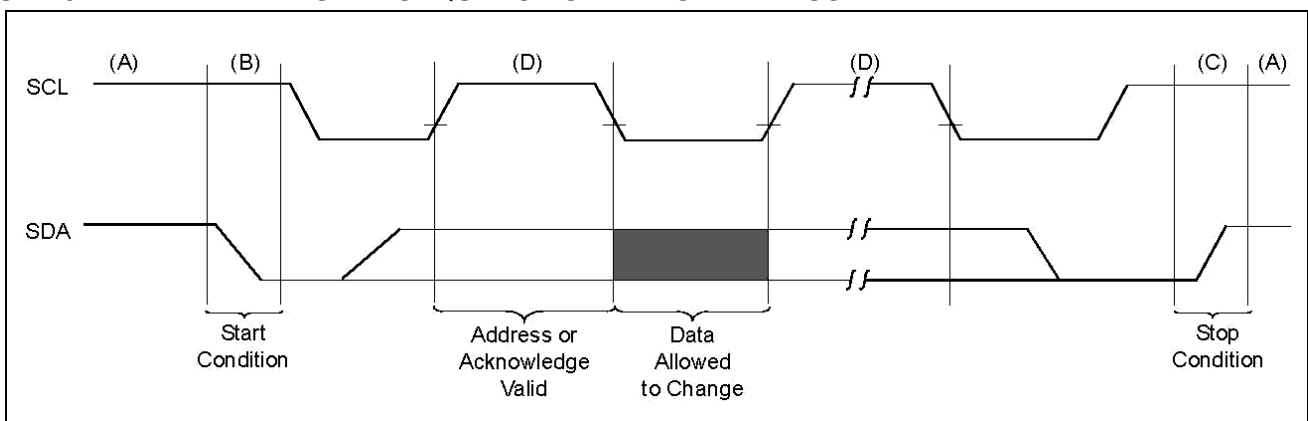 (A) (B) (D) (D) (C) (A)
SCL
SDA
Start
Condition
Address or
Acknowledge
Valid
Data
Allowed
to Change
Stop
Condition